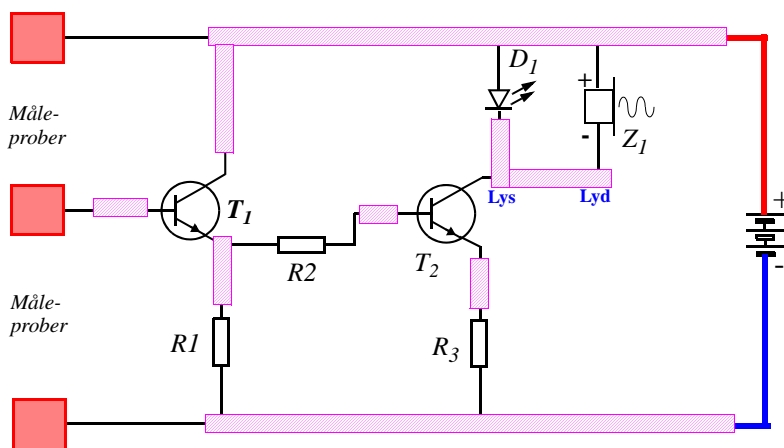 D1
+
Måle-
prober
Z1
-
T1
Lys
Lyd
+
-
R2
T2
Måle-
prober
R1
R3